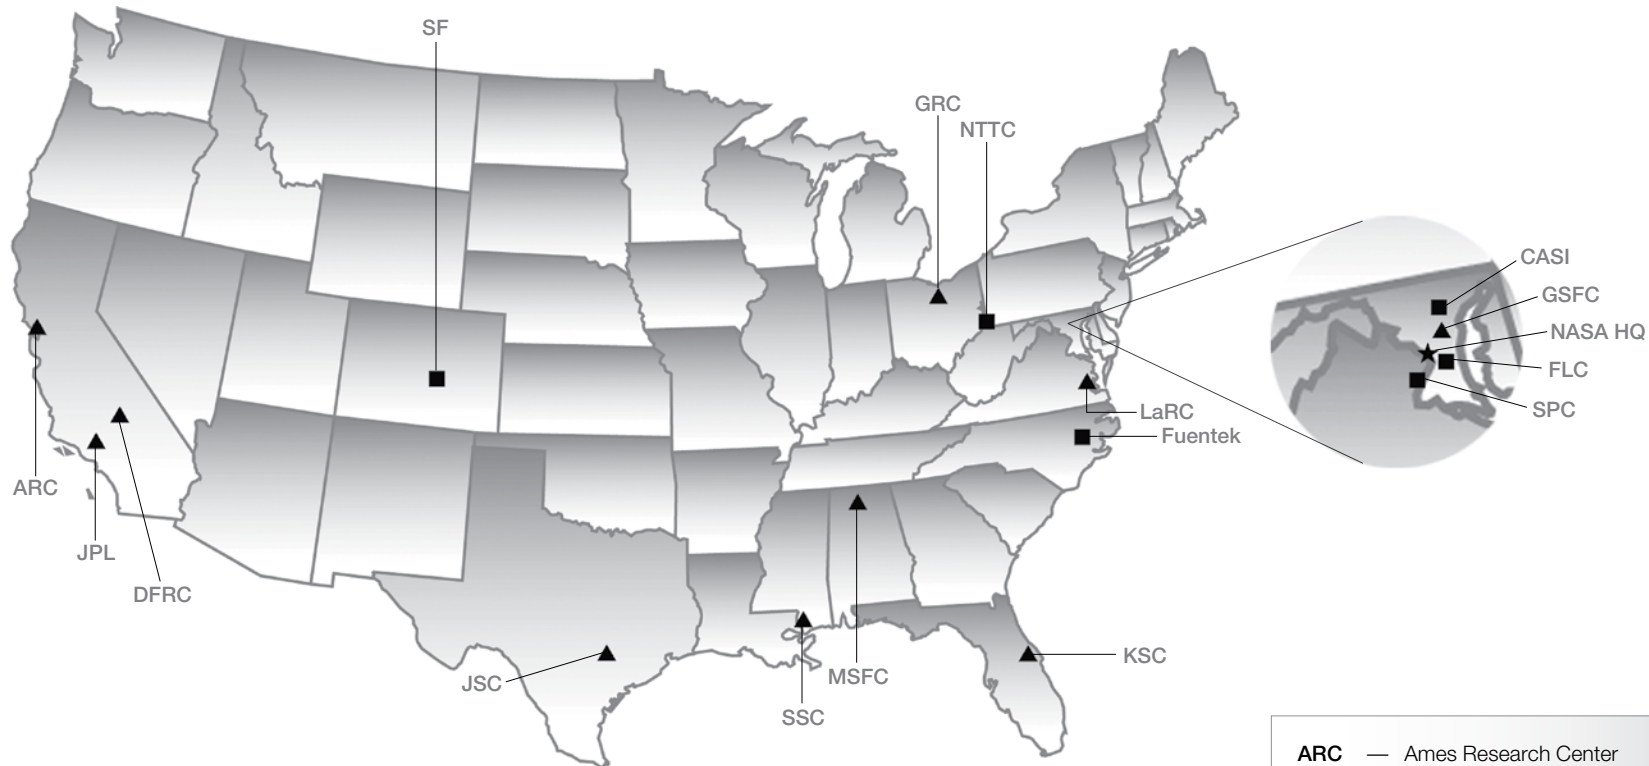 SF
GRC
NTTC
CASI
GSFC
NASA HQ
FLC
SPC
LaRC
Fuentek
ARC
JPL
DFRC
JSC
SSC
MSFC
KSC
ARC — Ames Research Center